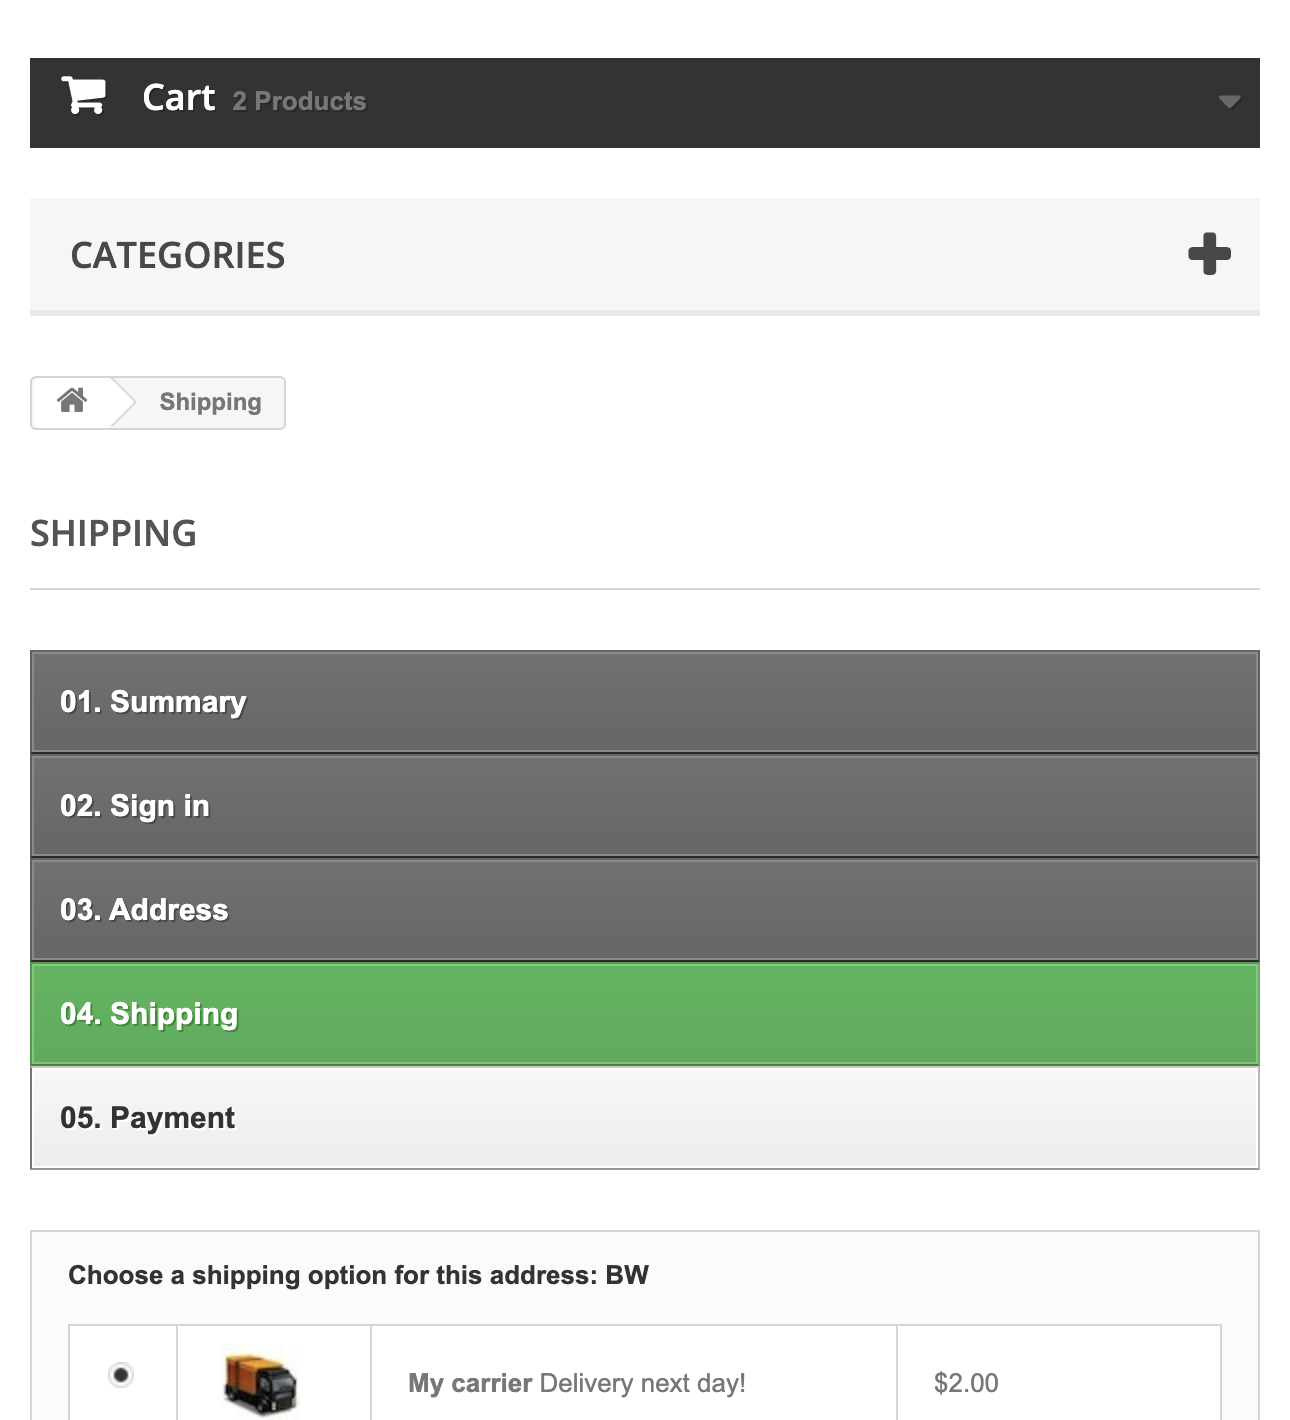 Cart 2 Products
CATEGORIES
Shipping
SHIPPING
01. Summary
02. Sign in
03. Address
04. Shipping
05. Payment
Choose a shipping option for this address: BW
My carrier Delivery next day! $2.00